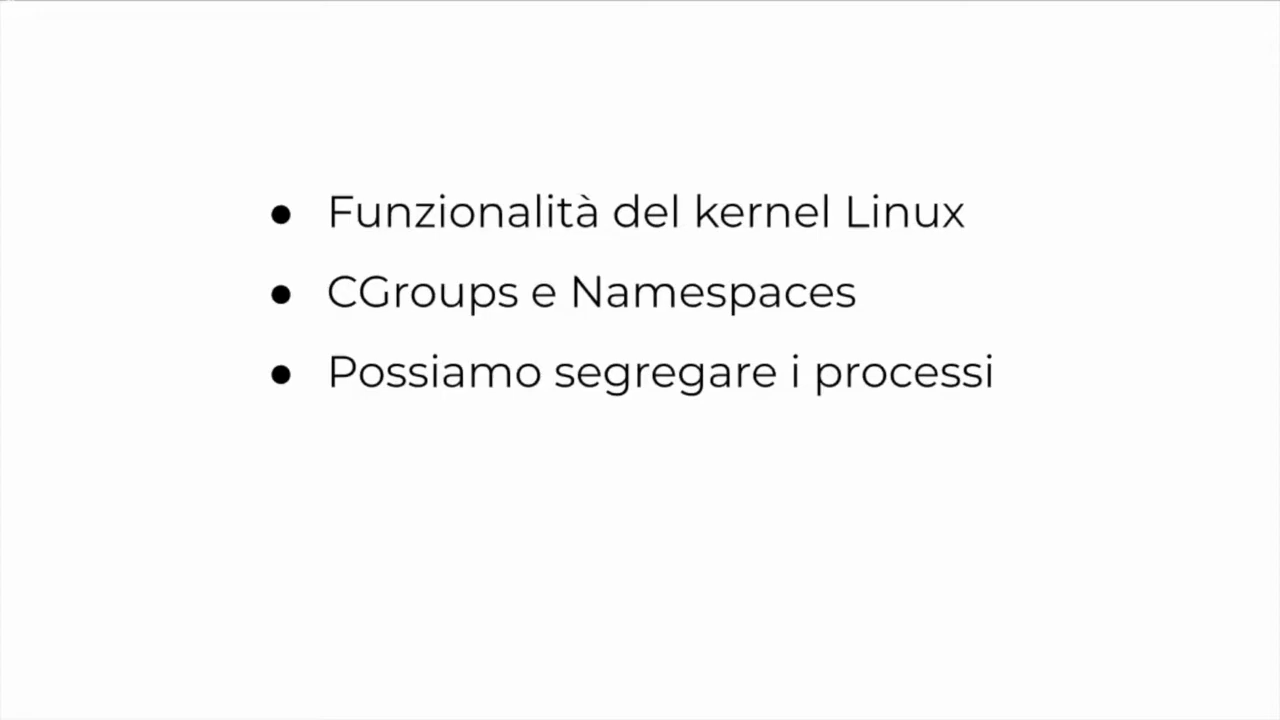 ● Funzionalità del kernel Linux
● CGroups e Namespaces
● Possiamo segregare i processi